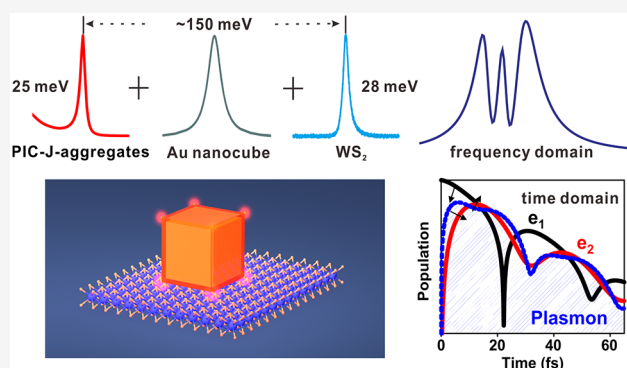 ~150 meV
25 meV
+
+
28 meV
PIC-J-aggregates
Au nanocube
WS₂
frequency domain
time domain
e₁
e₂
Plasmon
Population
0
20
40
60
Time (fs)